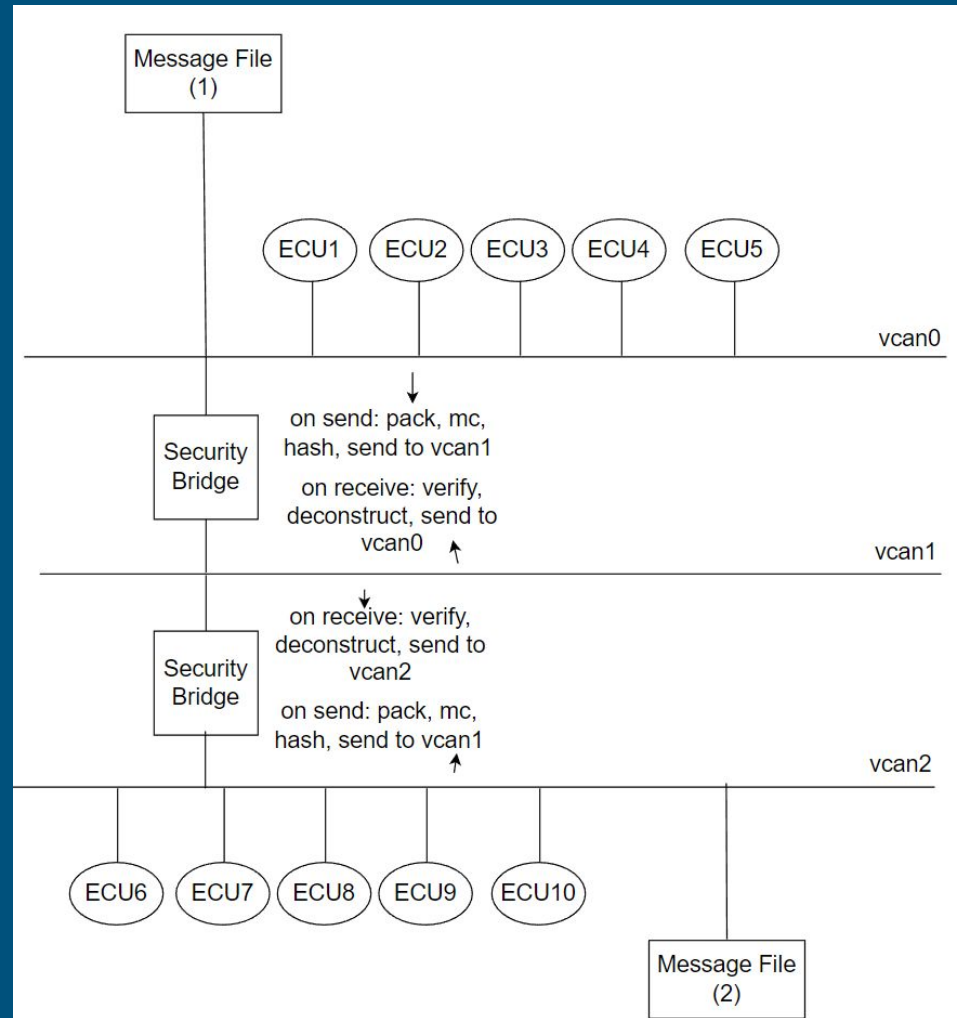 Message File
(1)
ECU1
ECU2
ECU3
ECU4
ECU5
vcan0
on send: pack, mc,
hash, send to vcan1
Security
Bridge
on receive: verify,
deconstruct, send to
vcan0
vcan1
on receive: verify,
deconstruct, send to
vcan2
Security
Bridge
on send: pack, mc,
hash, send to vcan1
vcan2
ECU6
ECU7
ECU8
ECU9
ECU10
Message File
(2)